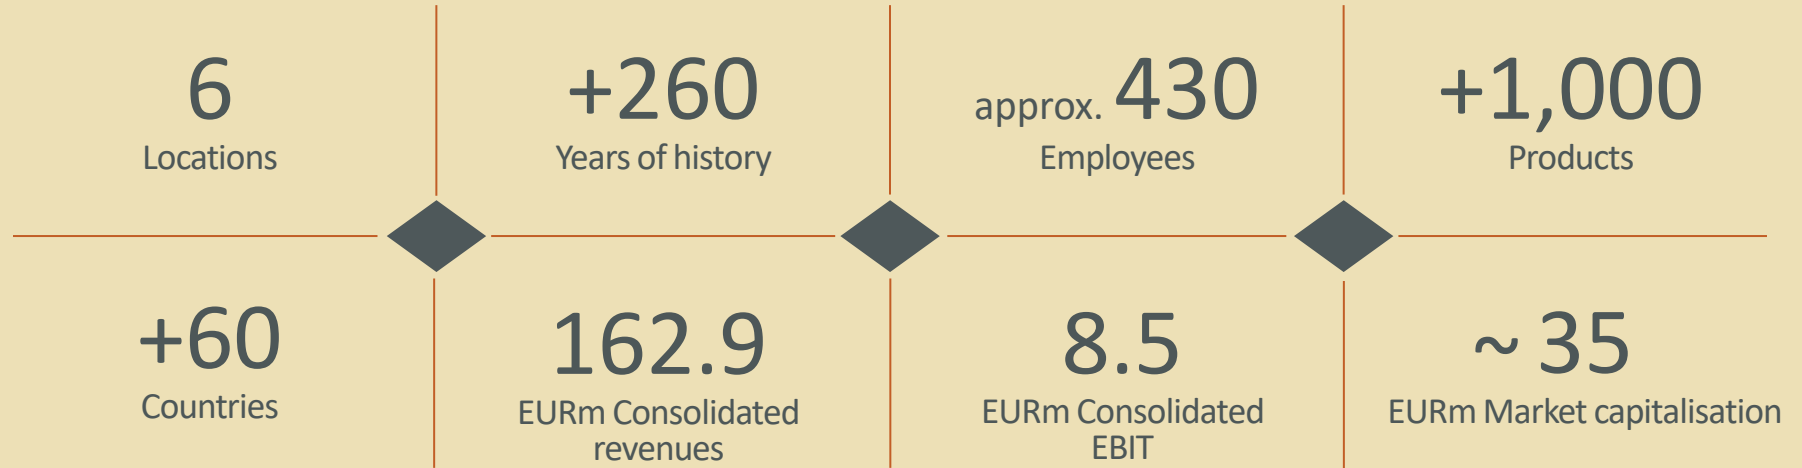 6
Locations
+260
Years of history
approx. 430
Employees
+1,000
Products
+60
Countries
162.9
EURm Consolidated
revenues
8.5
EURm Consolidated
EBIT
~ 35
EURm Market capitalisation